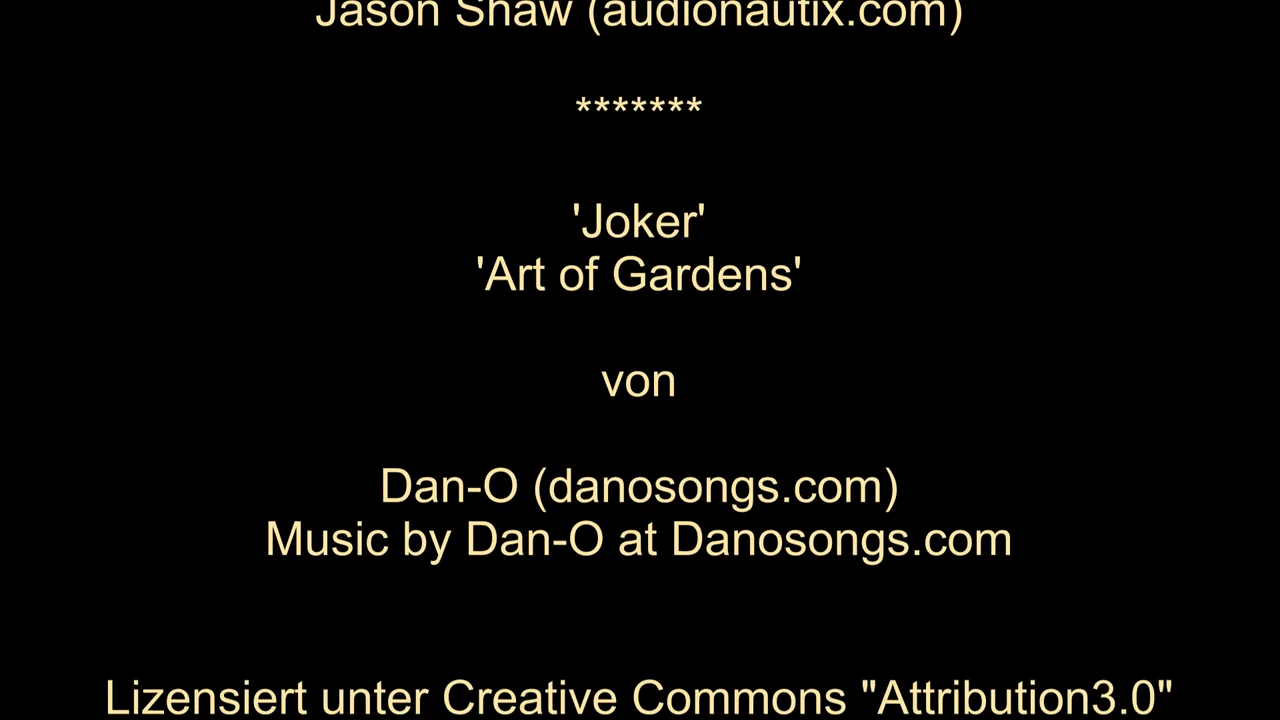 Jason Shaw (audionautix.com)
*******
'Joker'
'Art of Gardens'
von
Dan-O (danosongs.com)
Music by Dan-O at Danosongs.com
Lizensiert unter Creative Commons "Attribution3.0"